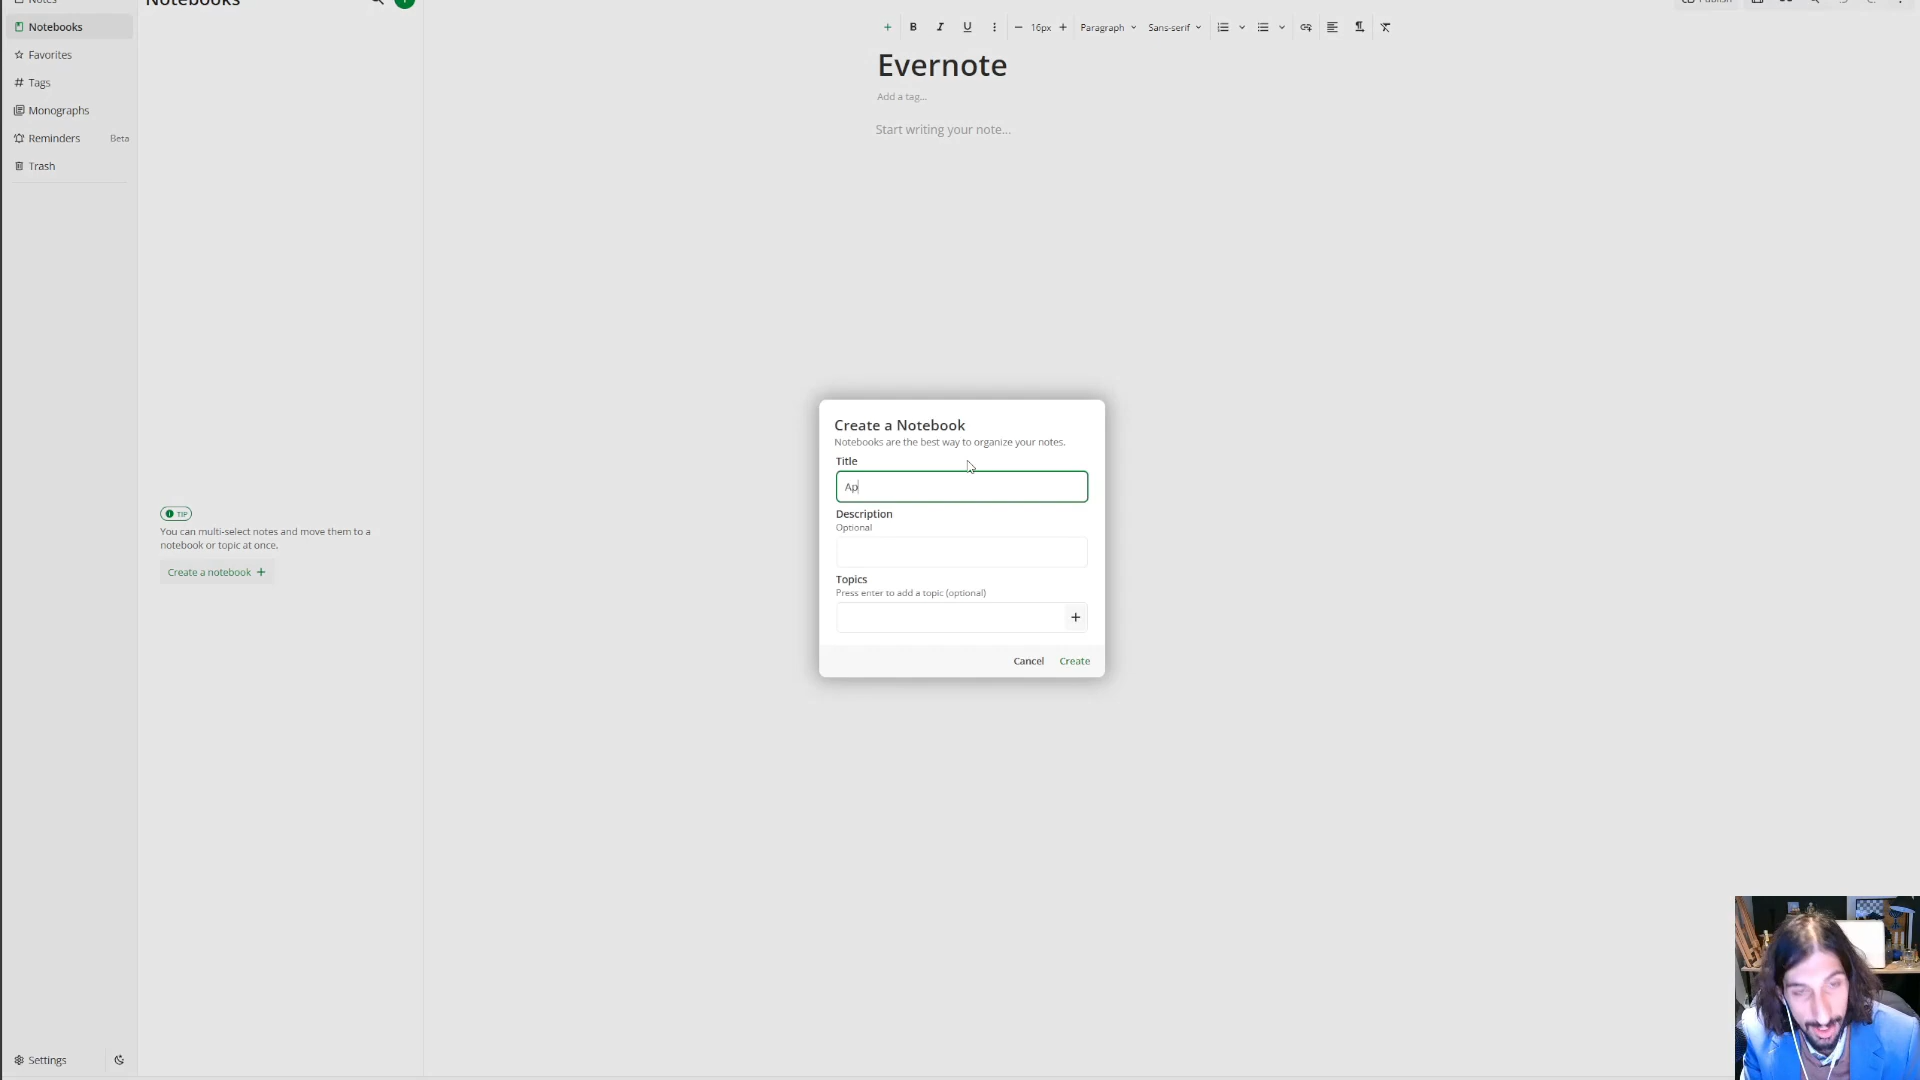 Notes
Notebooks
Favorites
Tags
Monographs
Reminders Beta
Trash
Settings
Notebooks
TIP
You can multi-select notes and move them to a
notebook or topic at once.
Create a notebook +
Publish
16px
Paragraph
Sans-serif
Evernote
Add a tag...
Start writing your note...
Create a Notebook
Notebooks are the best way to organize your notes.
Title
Ap
Description
Optional
Topics
Press enter to add a topic (optional)
Cancel
Create